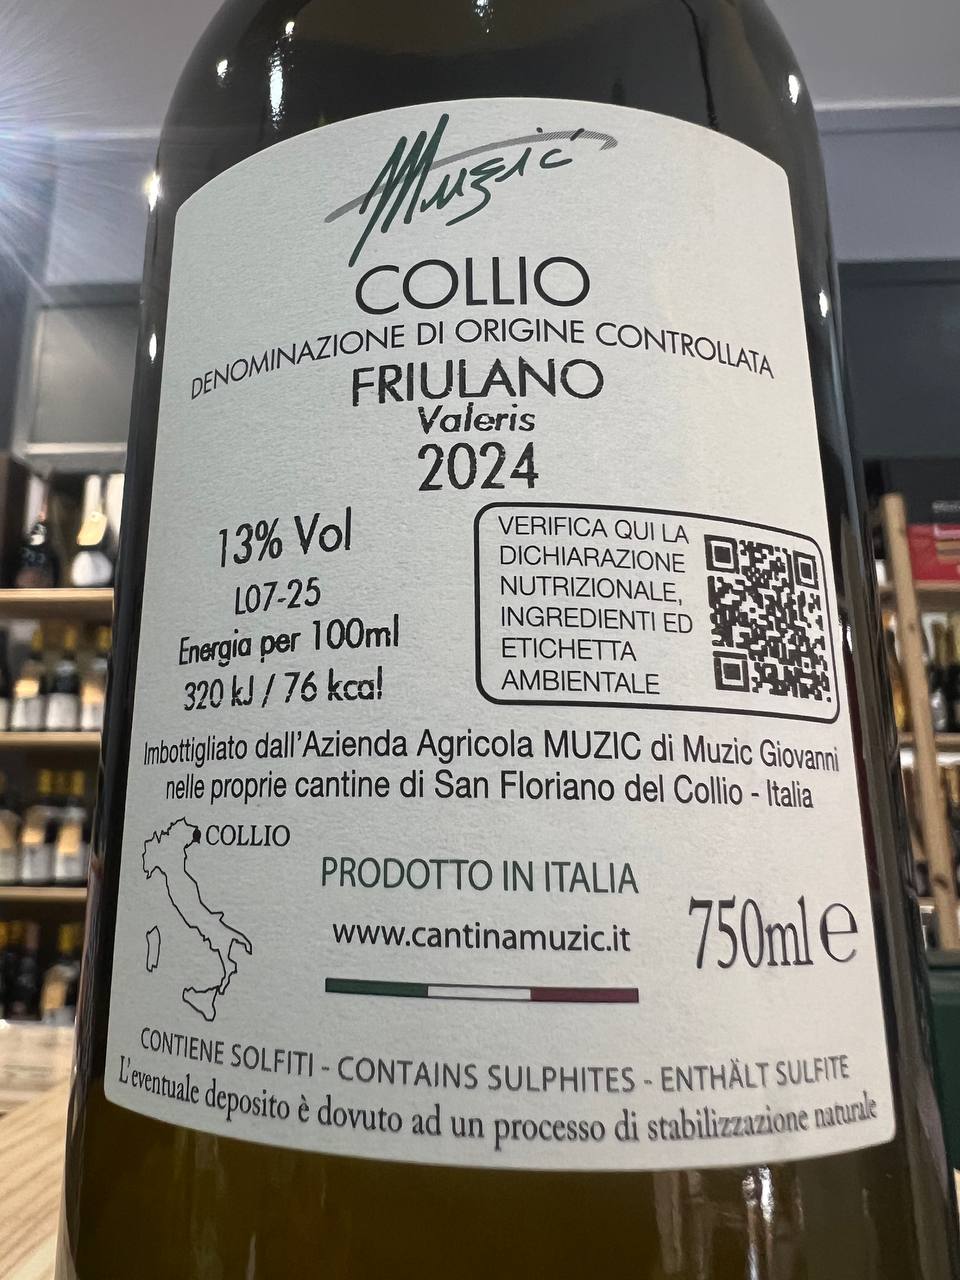 Muzic
COLLIO
DENOMINAZIONE DI ORIGINE CONTROLLATA
FRIULANO
Valeris
2024
13% Vol
L07-25
Energia per 100ml
320 kJ / 76 kcal
VERIFICA QUI LA
DICHIARAZIONE
NUTRIZIONALE,
INGREDIENTI ED
ETICHETTA
AMBIENTALE
Imbottigliato dall'Azienda Agricola MUZIC di Muzic Giovanni
nelle proprie cantine di San Floriano del Collio - Italia
COLLIO
PRODOTTO IN ITALIA
www.cantinamuzic.it
750ml e
CONTIENE SOLFITI - CONTAINS SULPHITES - ENTHÄLT SULFITE
L'eventuale deposito è dovuto ad un processo di stabilizzazione naturale